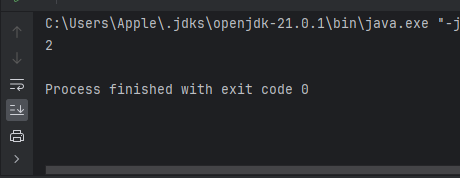 C:\Users\Apple\.jdks\openjdk-21.0.1\bin\java.exe "-j
2
Process finished with exit code 0